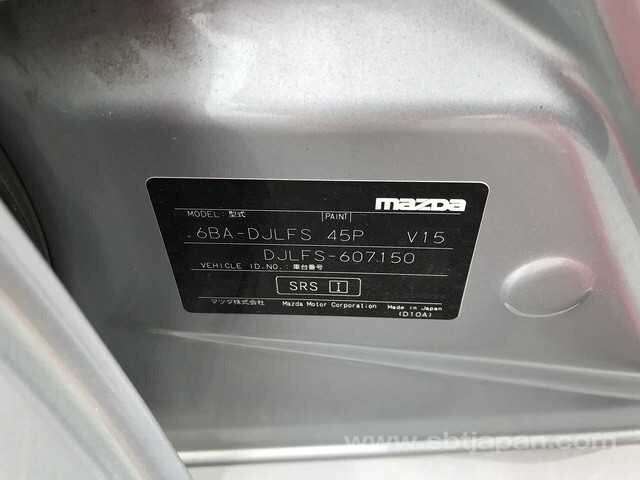 mazda
MODEL: 型式 [PAINT]
.6BA-DJLFS 45P V15
DJLFS-607150
VEHICLE ID.NO.: 車台番号
SRS I
マツダ株式会社 Mazda Motor Corporation Made in Japan
(D10A)
www.sbtjapan.com